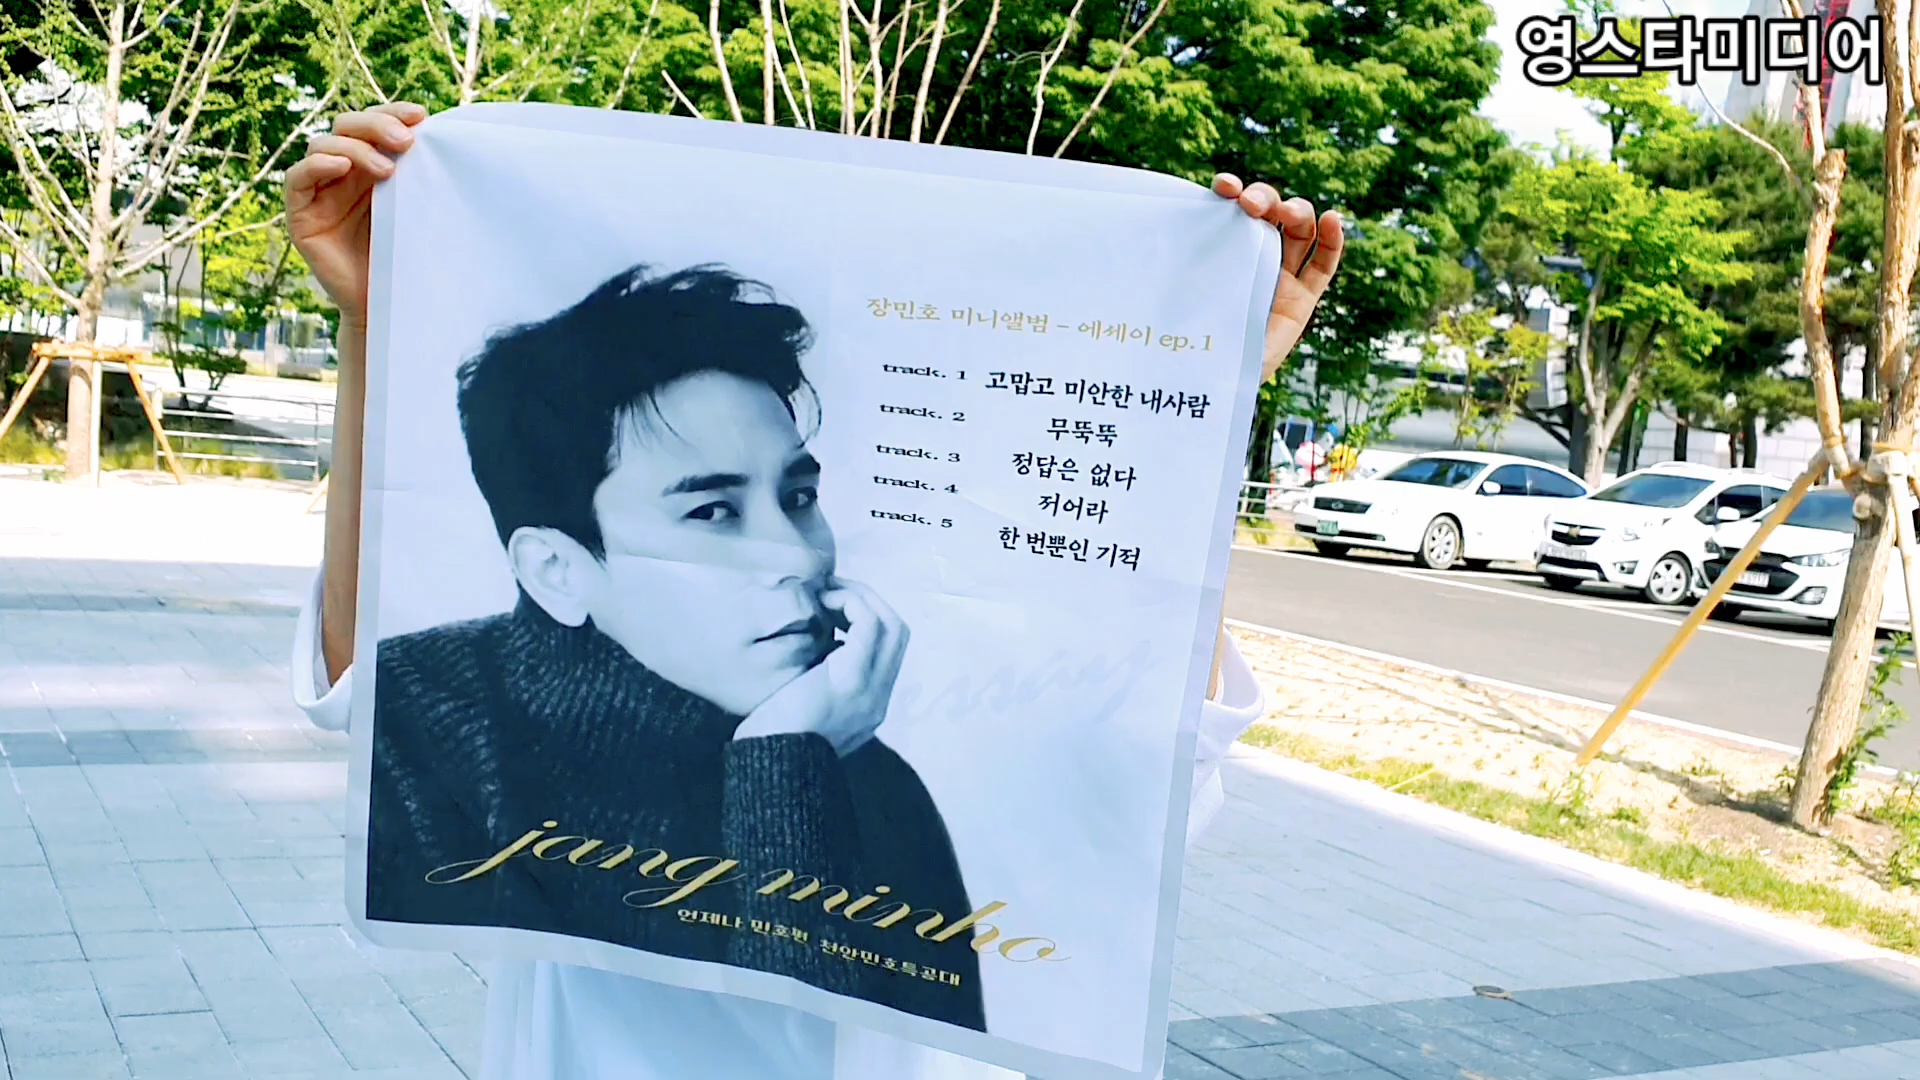 영스타미디어
장민호 미니앨범 - 에세이 ep. 1
track. 1 고맙고 미안한 내사람
track. 2 무뚝뚝
track. 3 정답은 없다
track. 4 저어라
track. 5 한 번뿐인 기적
essay
jang minho
언제나 민호편 천안민호특공대